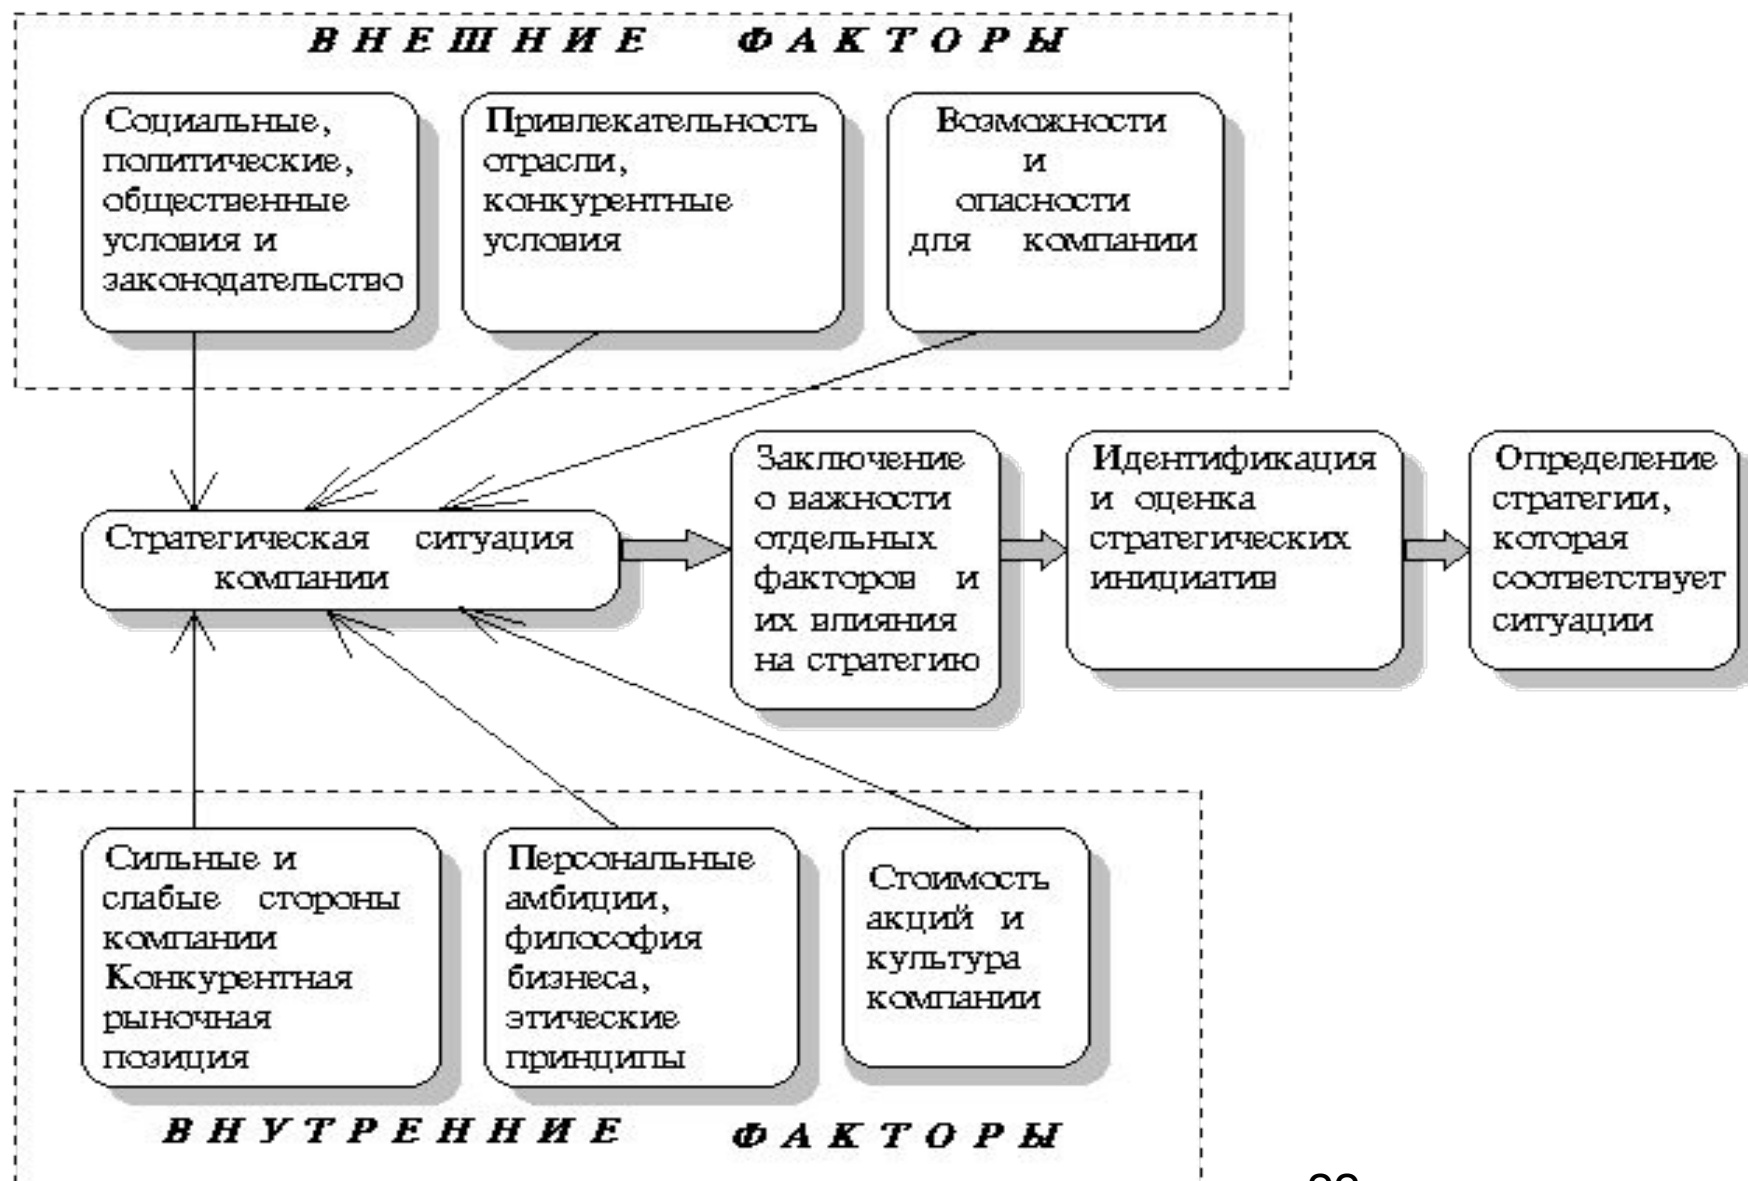 ВНЕШНИЕ ФАКТОРЫ
Социальные,
политические,
общественные
условия и
законодательство
Привлекательность
отрасли,
конкурентные
условия
Возможности
и
опасности
для компании
Стратегическая ситуация
компании
Заключение
о важности
отдельных
факторов и
их влияния
на стратегию
Идентификация
и оценка
стратегических
инициатив
Определение
стратегии,
которая
соответствует
ситуации
Сильные и
слабые стороны
компании
Конкурентная
рыночная
позиция
Персональные
амбиции,
философия
бизнеса,
этические
принципы
Стоимость
акций и
культура
компании
ВНУТРЕННИЕ ФАКТОРЫ